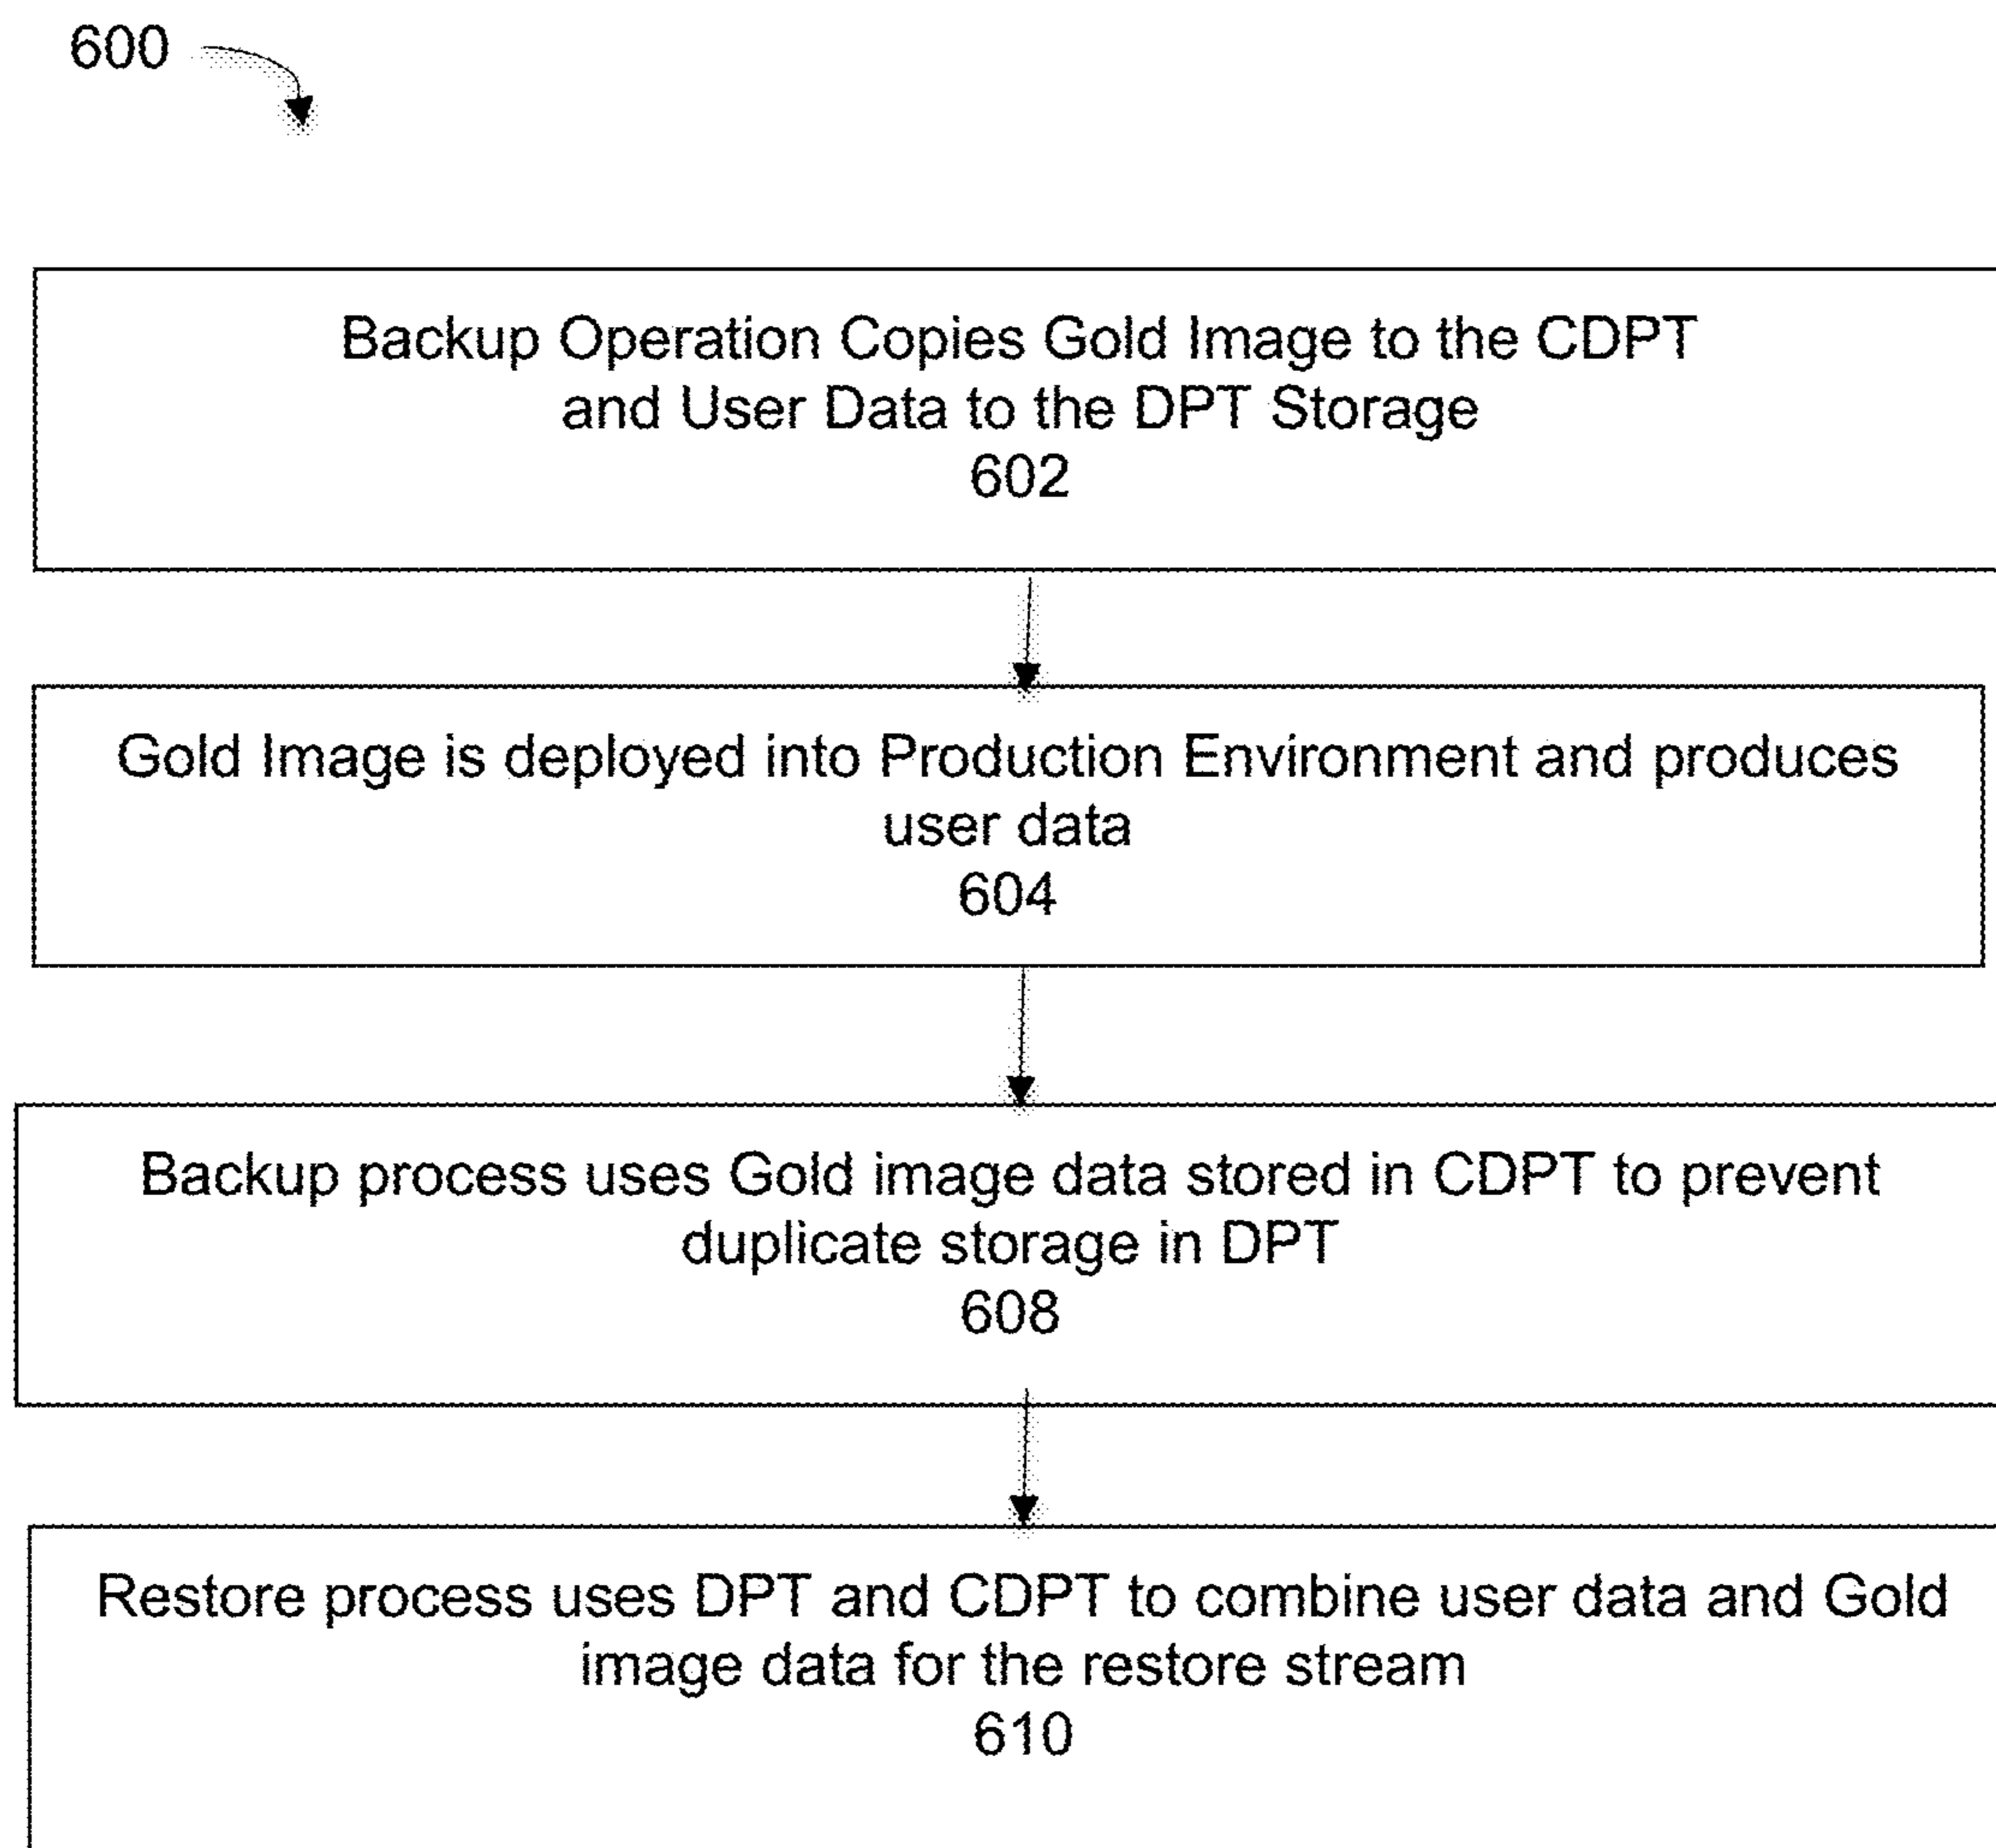 600
Backup Operation Copies Gold Image to the CDPT
and User Data to the DPT Storage
602
Gold Image is deployed into Production Environment and produces
user data
604
Backup process uses Gold image data stored in CDPT to prevent
duplicate storage in DPT
608
Restore process uses DPT and CDPT to combine user data and Gold
image data for the restore stream
610